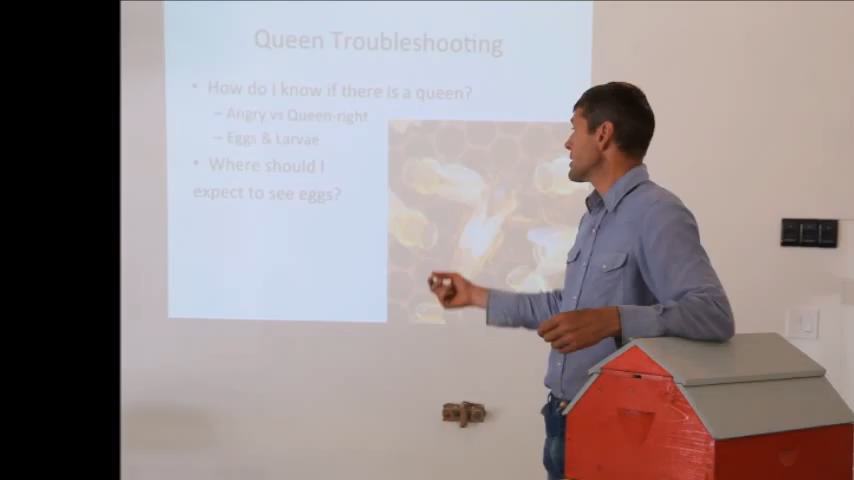 Queen Troubleshooting
• How do I know if there is a queen?
– Angry vs Queen-right
– Eggs & Larvae
• Where should I
expect to see eggs?